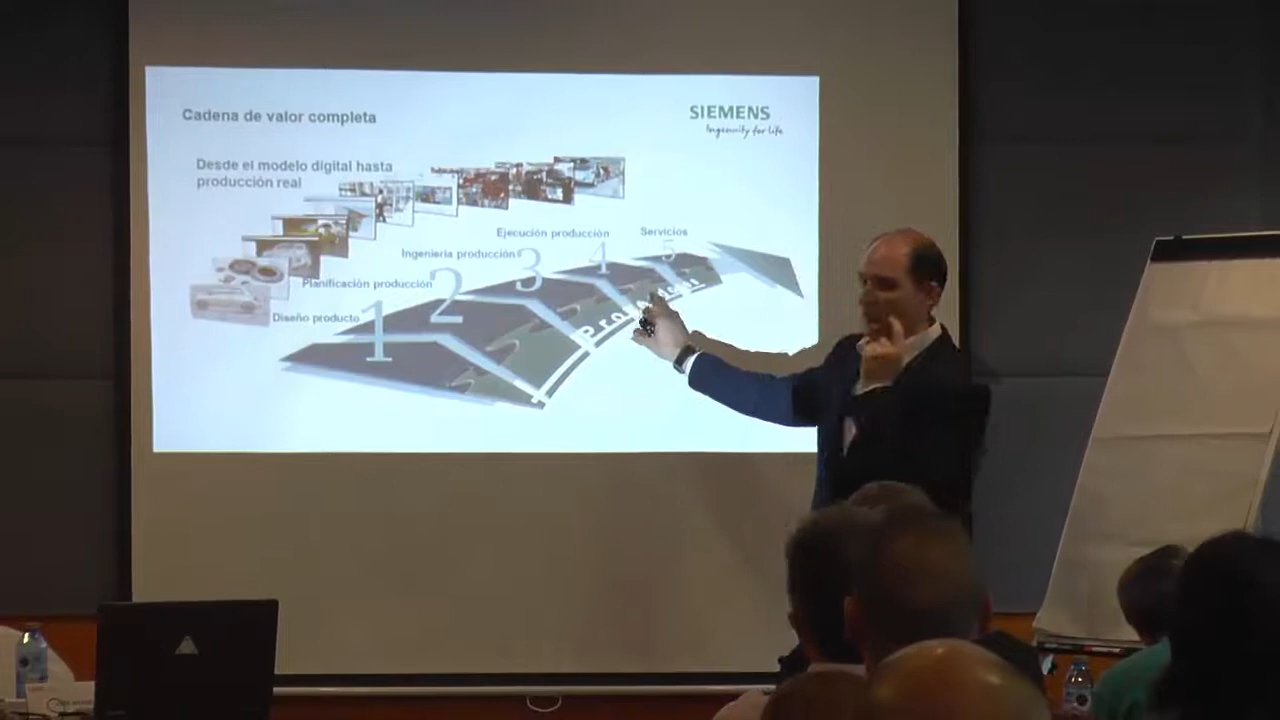 Cadena de valor completa
SIEMENS
Ingenuity for life
Desde el modelo digital hasta
producción real
Ejecución producción
Servicios
Ingeniería producción
Planificación producción
Diseño producto
1
2
3
4
5